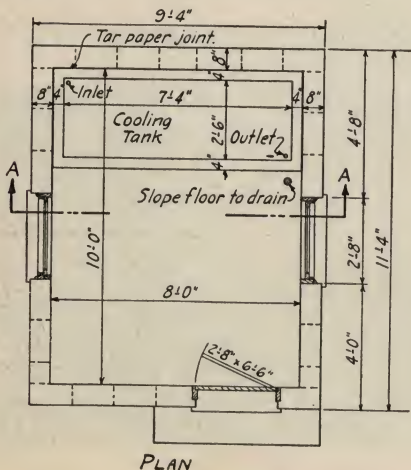 9'-4"
Tar paper joint.
8"
4"
8"
4"
Inlet
7'-4"
4"
8"
Cooling
Tank
2'-6"
Outlet
4'-8"
4"
A
A
Slope floor to drain
10'-0"
2'-8"
11'-4"
8'-0"
4'-0"
2'-8" x 6'-6"
PLAN